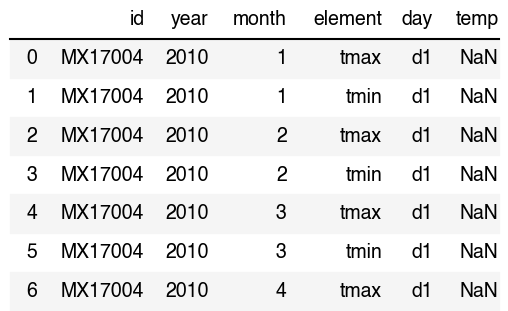 id year month element day temp
0 MX17004 2010 1 tmax d1 NaN
1 MX17004 2010 1 tmin d1 NaN
2 MX17004 2010 2 tmax d1 NaN
3 MX17004 2010 2 tmin d1 NaN
4 MX17004 2010 3 tmax d1 NaN
5 MX17004 2010 3 tmin d1 NaN
6 MX17004 2010 4 tmax d1 NaN